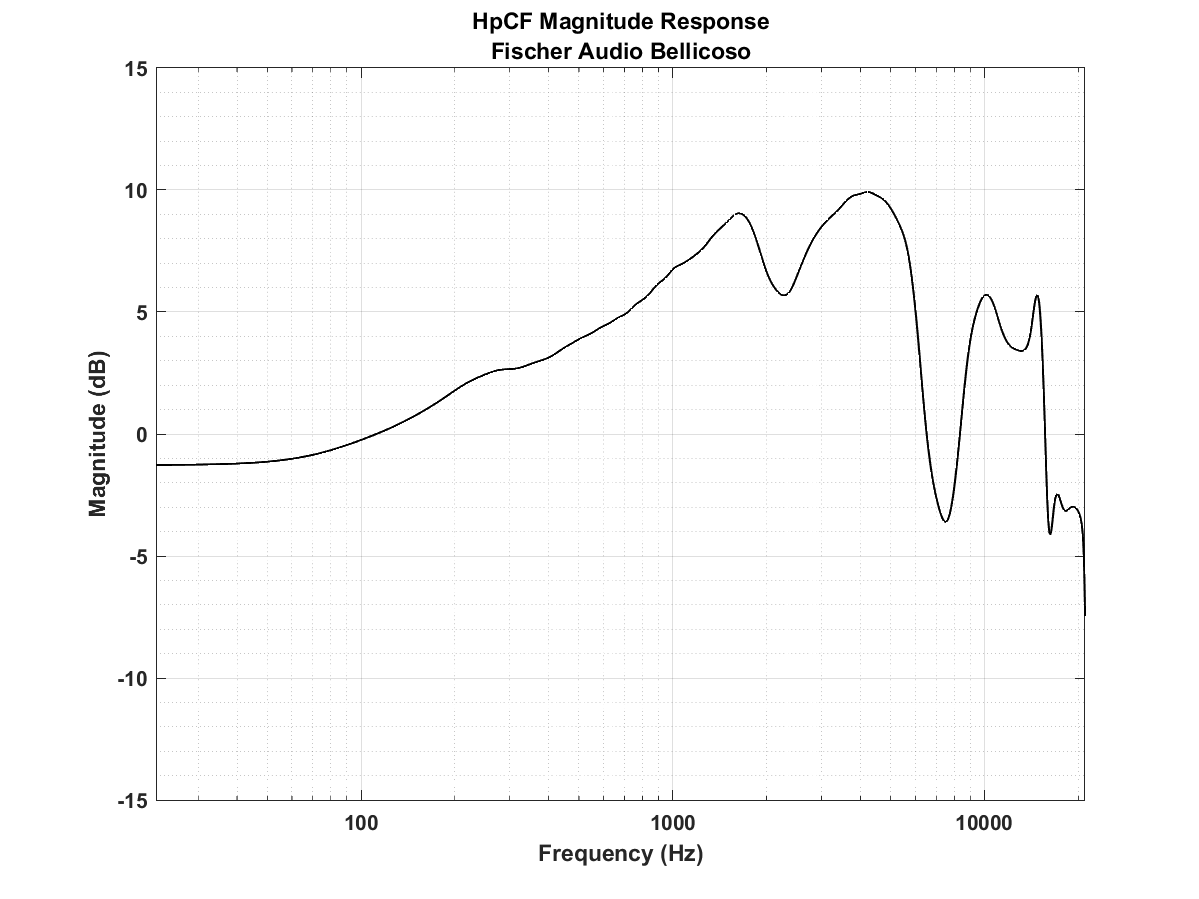 HpCF Magnitude Response
Fischer Audio Bellicoso
15
10
5
0
-5
-10
-15
Magnitude (dB)
100
1000
10000
Frequency (Hz)